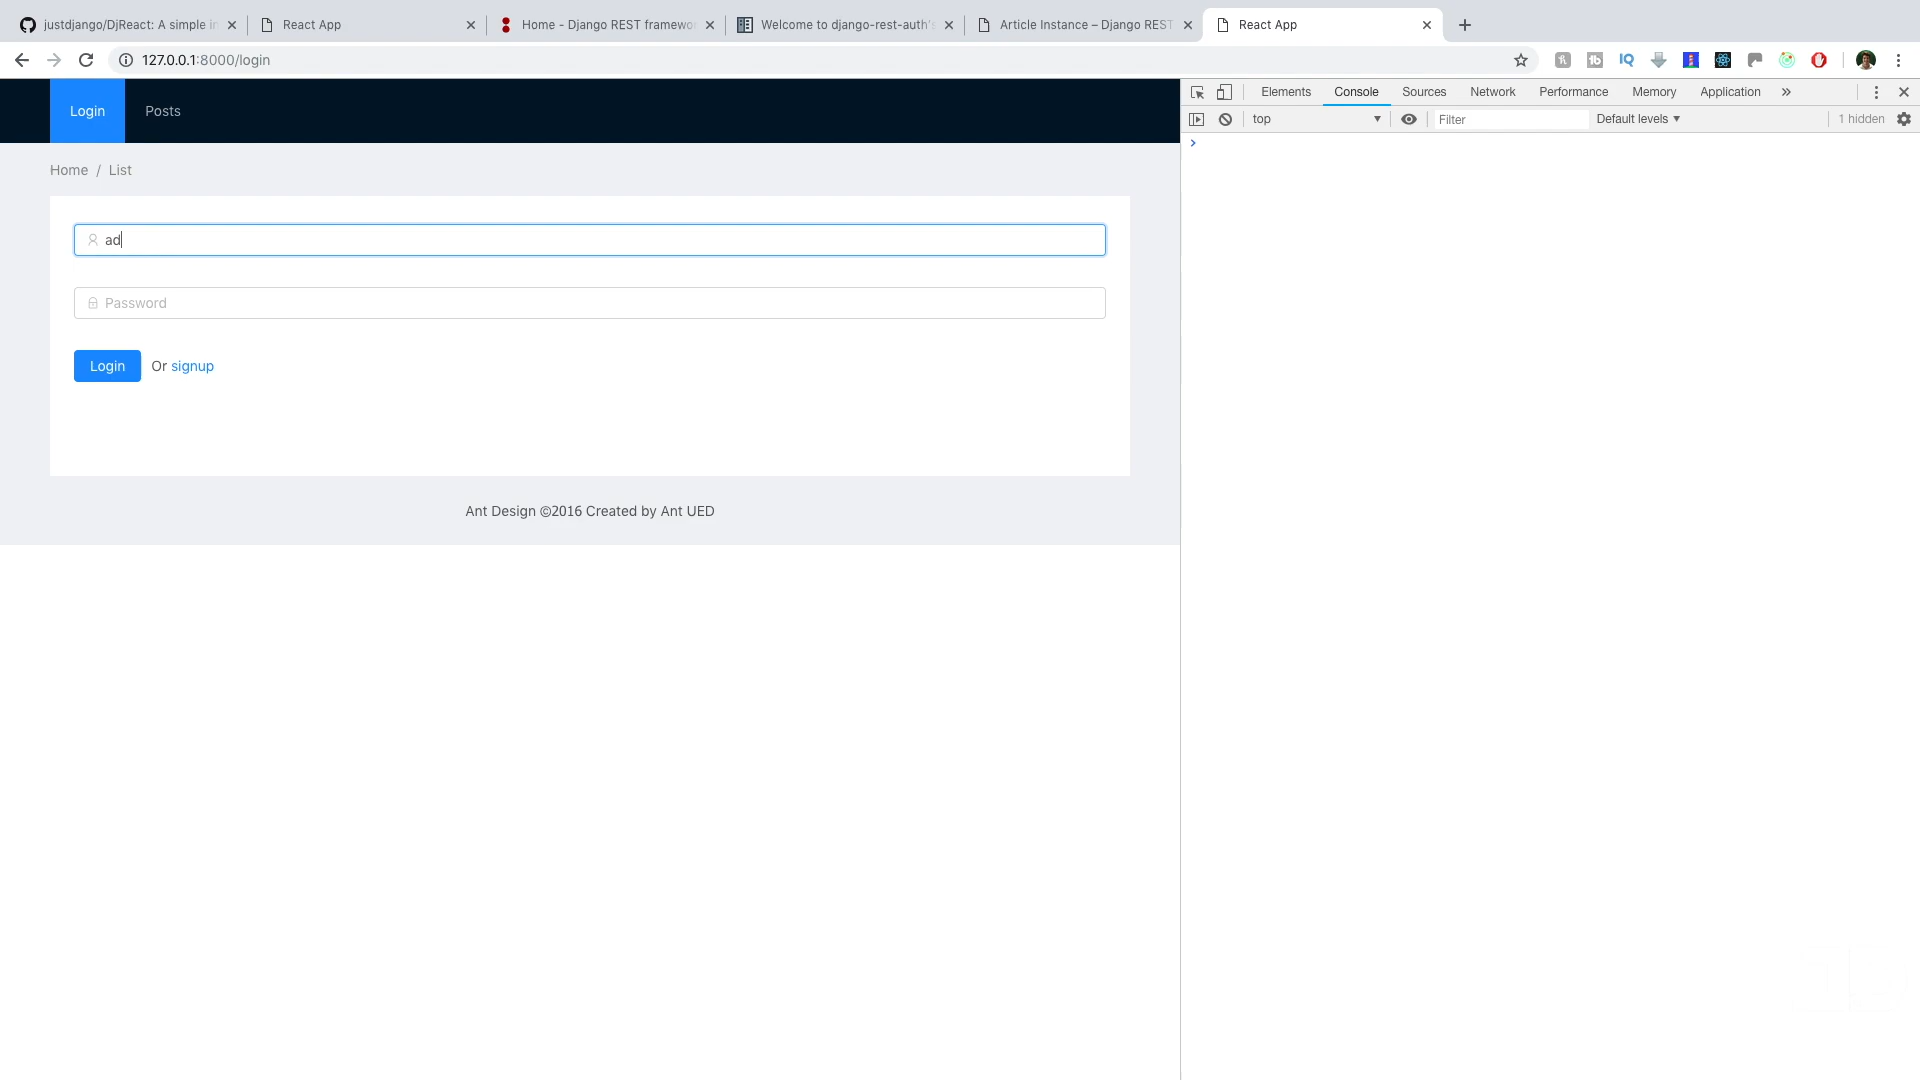 justdjango/DjReact: A simple in
React App
Home - Django REST framewo
Welcome to django-rest-auth's
Article Instance – Django REST
React App
127.0.0.1:8000/login
Login
Posts
Home / List
ad
Password
Login
Or signup
Ant Design ©2016 Created by Ant UED
Elements
Console
Sources
Network
Performance
Memory
Application
top
Filter
Default levels
1 hidden